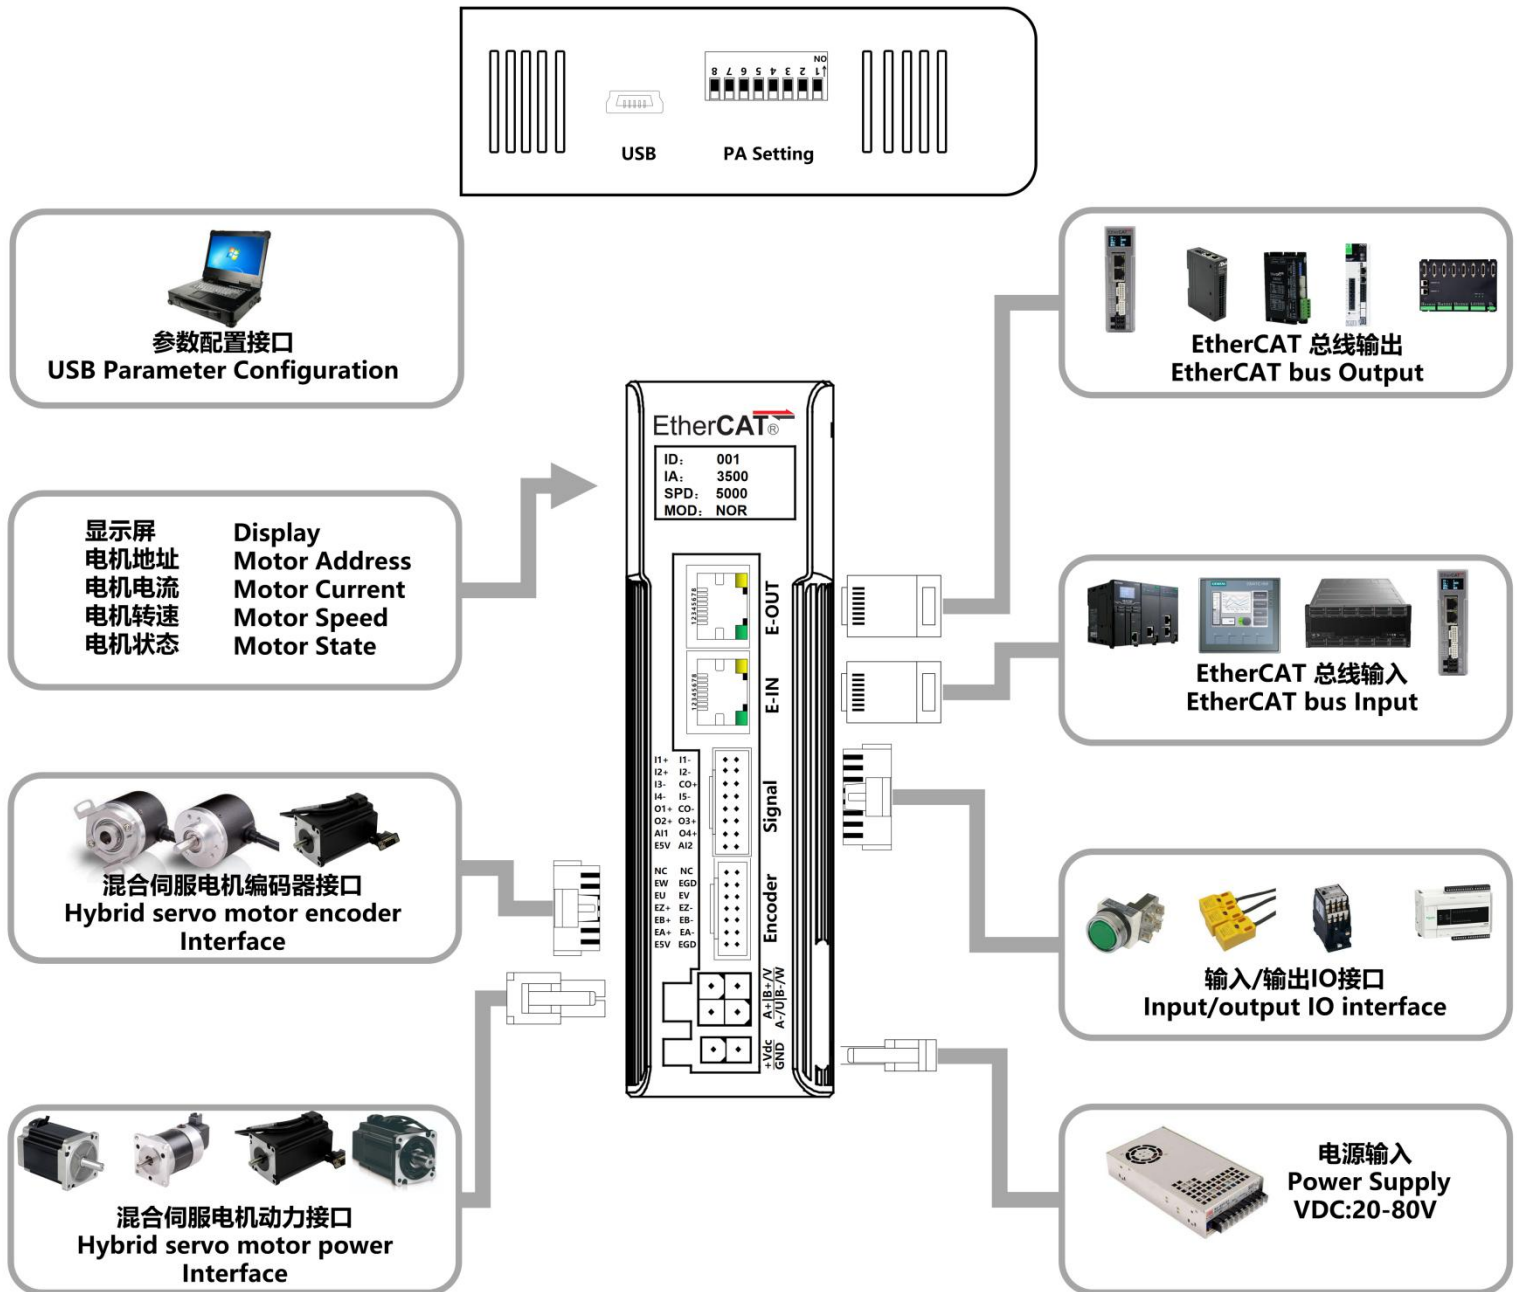 ON
8 7 6 5 4 3 2 1
USB
PA Setting
参数配置接口
USB Parameter Configuration
EtherCAT 总线输出
EtherCAT bus Output
EtherCAT®
ID: 001
IA: 3500
SPD: 5000
MOD: NOR
显示屏 Display
电机地址 Motor Address
电机电流 Motor Current
电机转速 Motor Speed
电机状态 Motor State
12345678
E-OUT
12345678
E-IN
EtherCAT 总线输入
EtherCAT bus Input
I1+ I1-
I2+ I2-
I3- CO+
I4- I5-
O1+ CO-
O2+ O3+
AI1 O4+
E5V AI2
Signal
NC NC
EW EGD
EU EV
EZ+ EZ-
EB+ EB-
EA+ EA-
E5V EGD
Encoder
A+|B+/V
A-/U|B-/W
+Vdc
GND
混合伺服电机编码器接口
Hybrid servo motor encoder
Interface
输入/输出IO接口
Input/output IO interface
混合伺服电机动力接口
Hybrid servo motor power
Interface
电源输入
Power Supply
VDC:20-80V